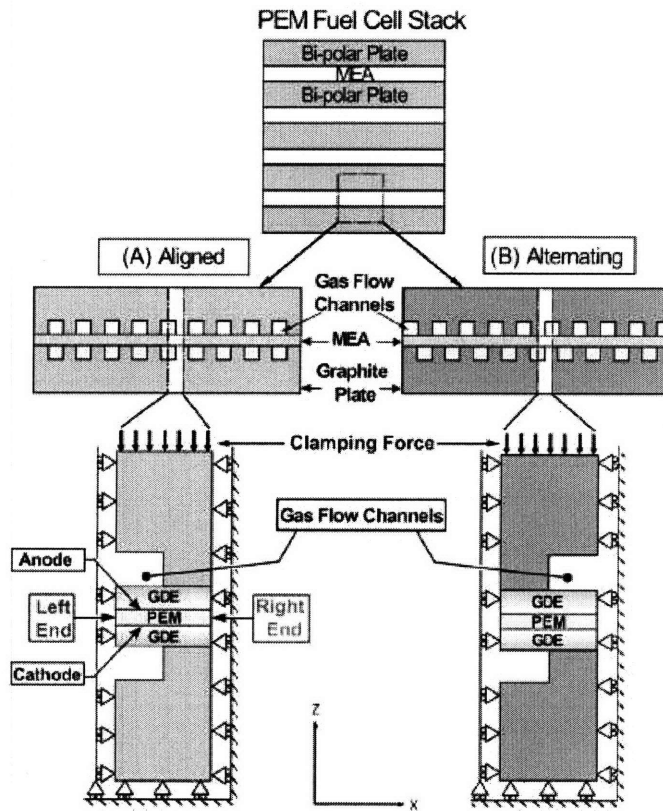 PEM Fuel Cell Stack
Bi-polar Plate
MEA
Bi-polar Plate
(A) Aligned
(B) Alternating
Gas Flow
Channels
MEA
Graphite
Plate
Clamping Force
Gas Flow Channels
Anode
GDE
GDE
Left
End
PEM
Right
End
PEM
GDE
GDE
Cathode
Z
X